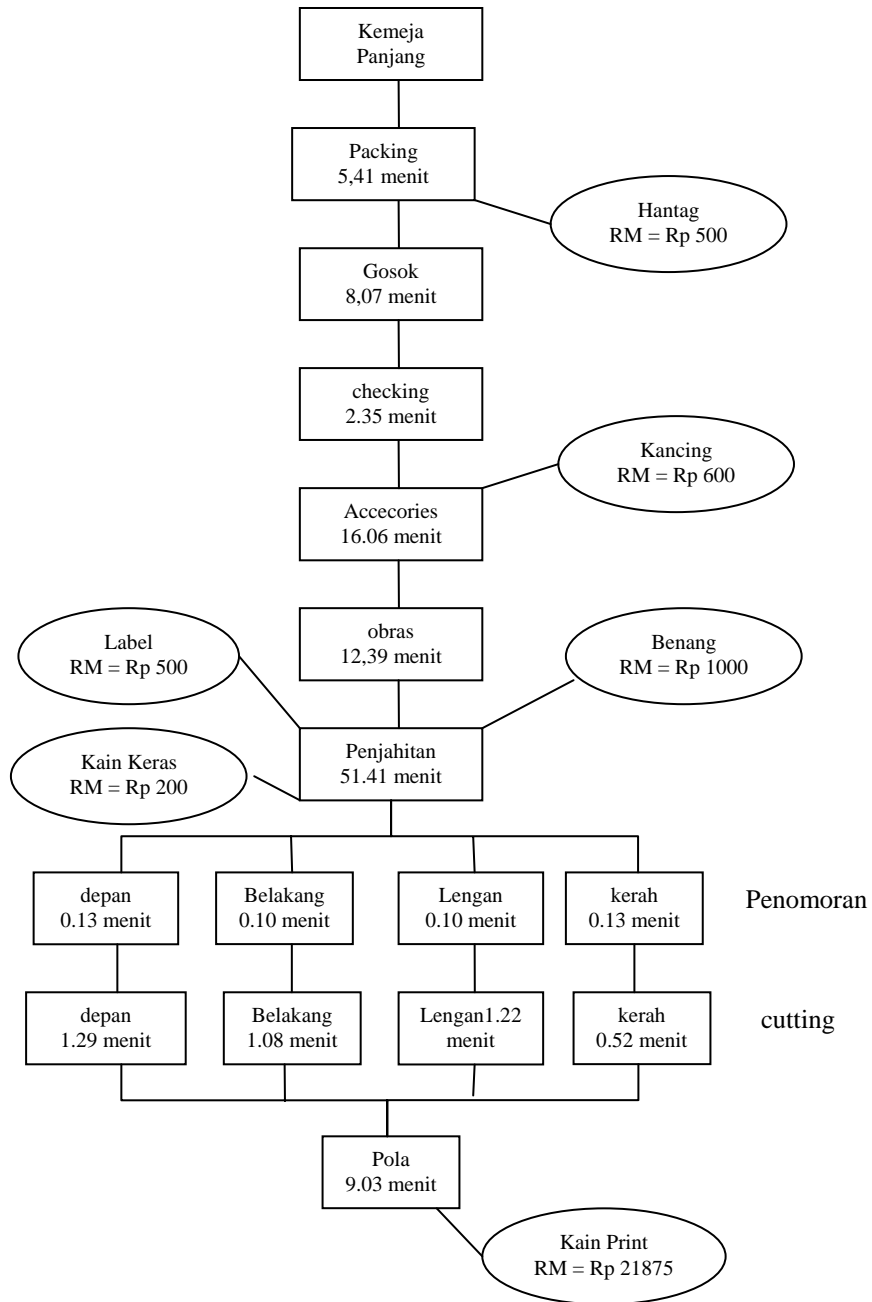 Kemeja
Panjang
Packing
5,41 menit
Hantag
RM = Rp 500
Gosok
8,07 menit
checking
2.35 menit
Kancing
RM = Rp 600
Accecories
16.06 menit
Label
RM = Rp 500
obras
12,39 menit
Benang
RM = Rp 1000
Kain Keras
RM = Rp 200
Penjahitan
51.41 menit
depan
0.13 menit
Belakang
0.10 menit
Lengan
0.10 menit
kerah
0.13 menit
Penomoran
depan
1.29 menit
Belakang
1.08 menit
Lengan1.22
menit
kerah
0.52 menit
cutting
Pola
9.03 menit
Kain Print
RM = Rp 21875